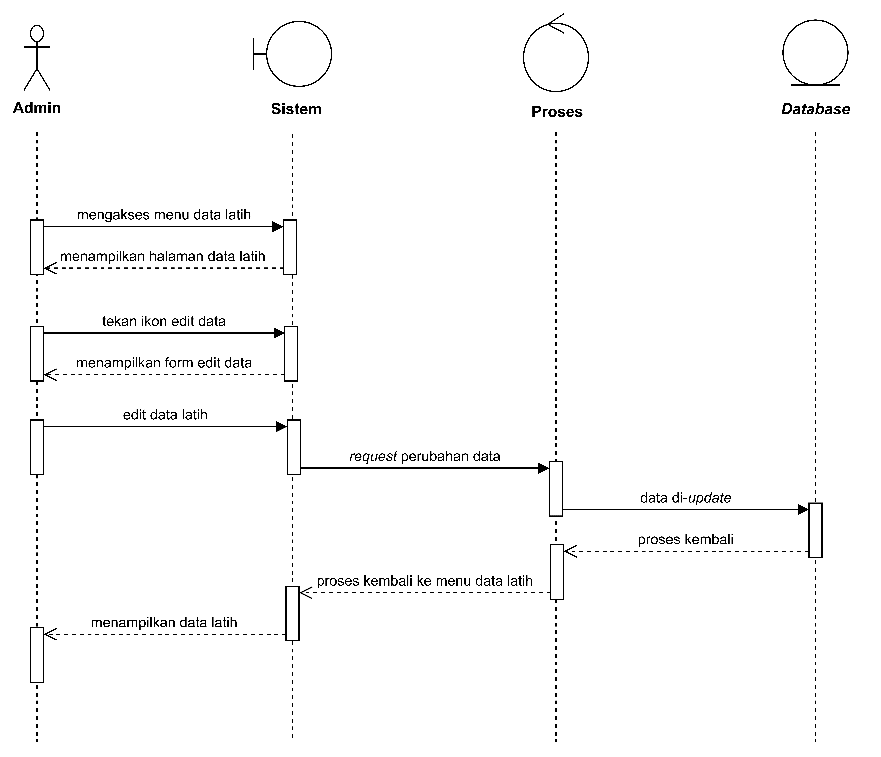 Admin
Sistem
Proses
Database
mengakses menu data latih
menampilkan halaman data latih
tekan ikon edit data
menampilkan form edit data
edit data latih
request perubahan data
data di-update
proses kembali
proses kembali ke menu data latih
menampilkan data latih